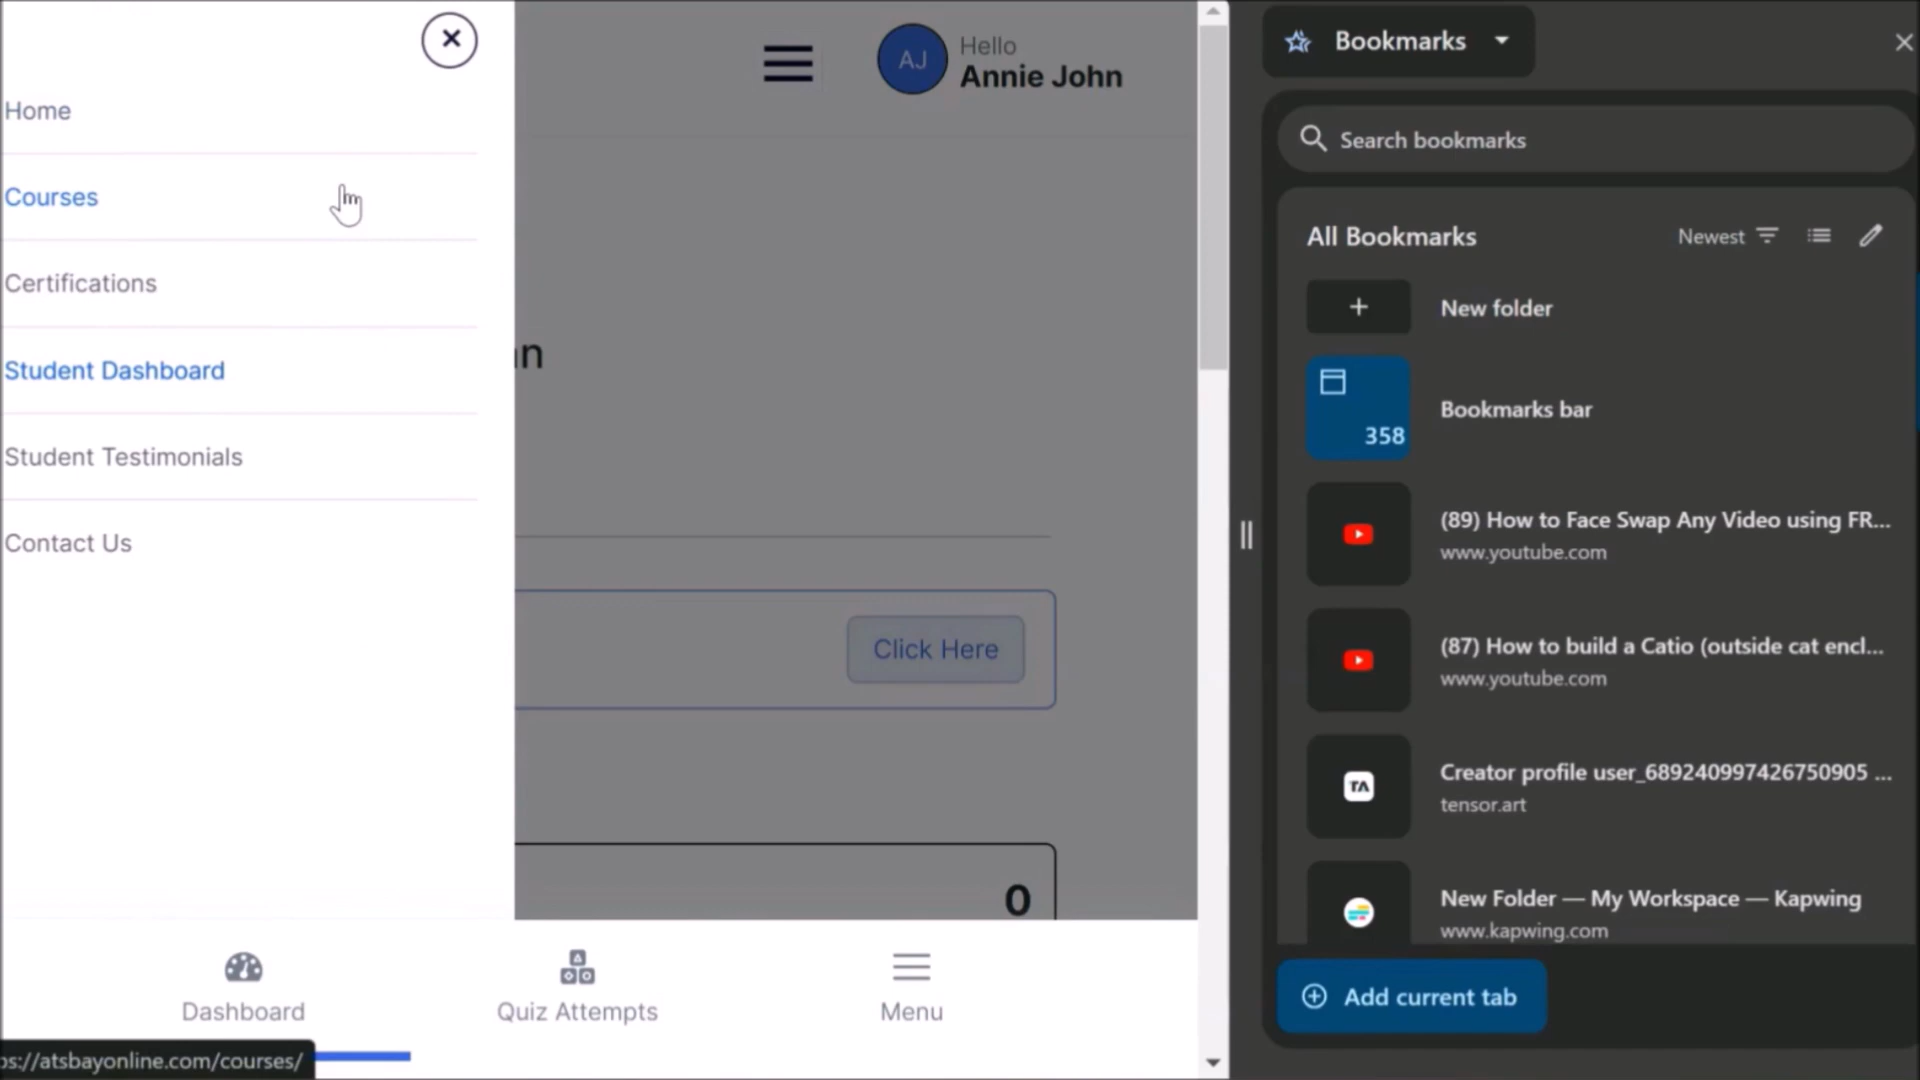 Home
Courses
Certifications
Student Dashboard
Student Testimonials
Contact Us
AJ
Hello
Annie John
n
Click Here
0
Dashboard
Quiz Attempts
Menu
ps://atsbayonline.com/courses/
Bookmarks
Search bookmarks
All Bookmarks
Newest
New folder
358
Bookmarks bar
(89) How to Face Swap Any Video using FR...
www.youtube.com
(87) How to build a Catio (outside cat encl...
www.youtube.com
TA
Creator profile user_689240997426750905 ...
tensor.art
New Folder — My Workspace — Kapwing
www.kapwing.com
Add current tab